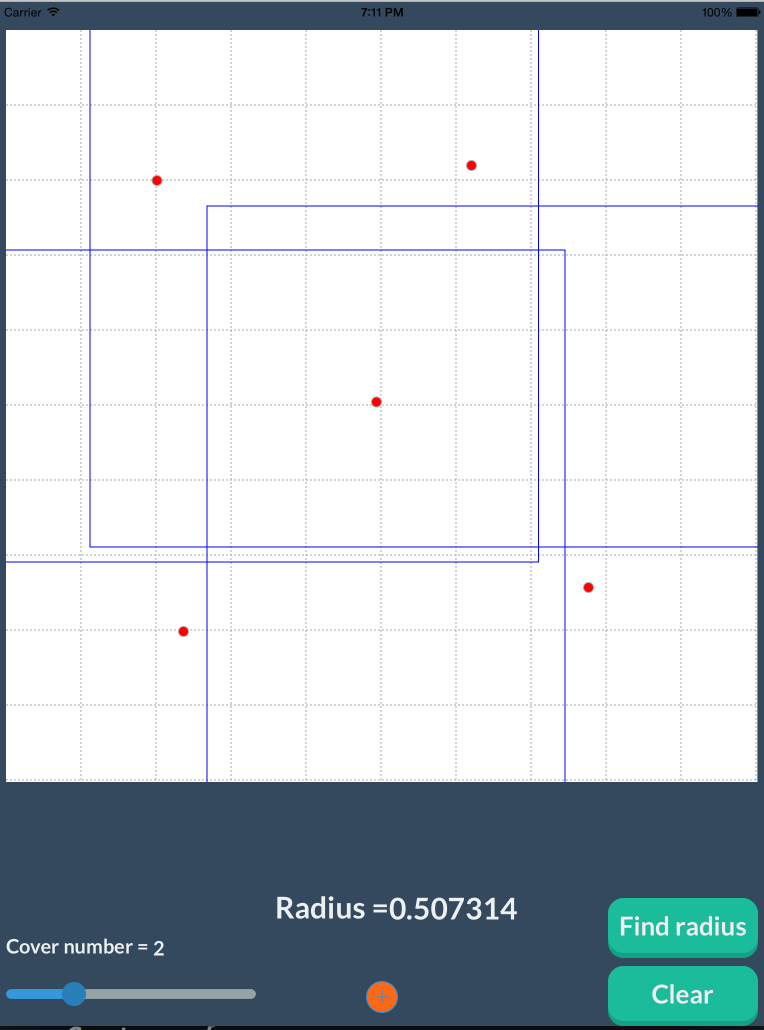 Carrier 7:11 PM 100%
Radius =0.507314
Find radius
Cover number = 2
Clear